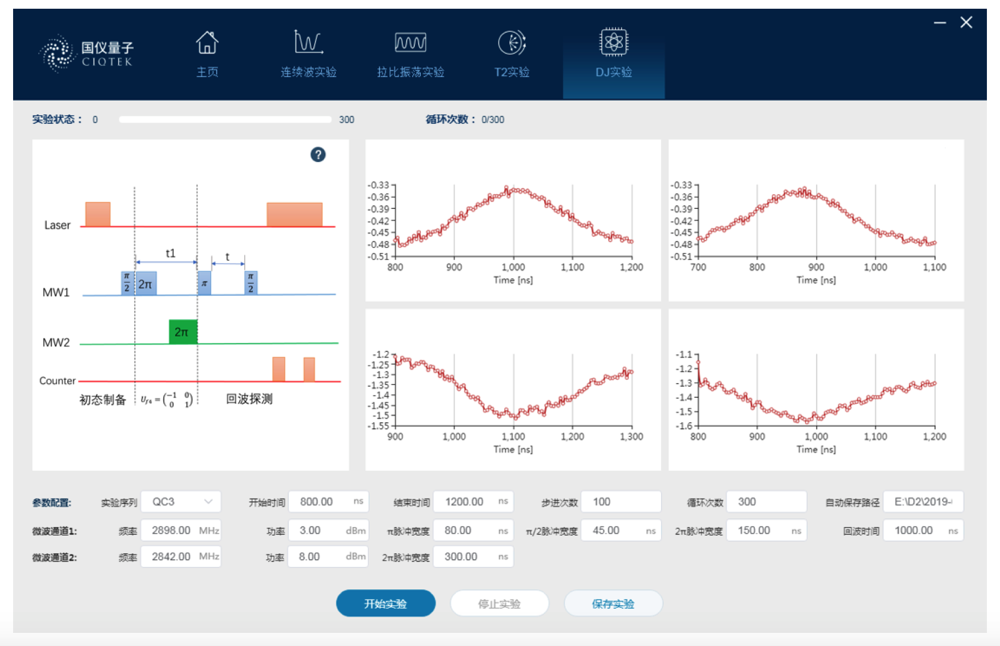 国仪量子
CIQTEK
主页
连续波实验
拉比振荡实验
T2实验
DJ实验
实验状态： 0 300 循环次数： 0/300
?
Laser
t1 t
MW1 π/2 2π π π/2
MW2 2π
Counter
初态制备 U_f4 = (−1 0 0 1) 回波探测
-0.33
-0.36
-0.39
-0.42
-0.45
-0.48
-0.51
800 900 1,000 1,100 1,200
Time [ns]
-0.33
-0.36
-0.39
-0.42
-0.45
-0.48
-0.51
700 800 900 1,000 1,100
Time [ns]
-1.2
-1.25
-1.3
-1.35
-1.4
-1.45
-1.5
-1.55
900 1,000 1,100 1,200 1,300
Time [ns]
-1.1
-1.2
-1.3
-1.4
-1.5
-1.6
800 900 1,000 1,100 1,200
Time [ns]
参数配置: 实验序列 QC3 开始时间 800.00 ns 结束时间 1200.00 ns 步进次数 100 循环次数 300 自动保存路径 E:\D2\2019-
微波通道1: 频率 2898.00 MHz 功率 3.00 dBm π脉冲宽度 80.00 ns π/2脉冲宽度 45.00 ns 2π脉冲宽度 150.00 ns 回波时间 1000.00 ns
微波通道2: 频率 2842.00 MHz 功率 8.00 dBm 2π脉冲宽度 300.00 ns
开始实验 停止实验 保存实验